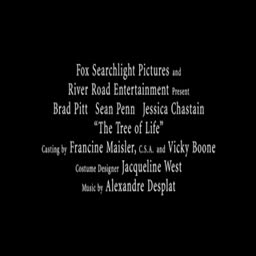 Fox Searchlight Pictures and
River Road Entertainment Present
Brad Pitt Sean Penn Jessica Chastain
“The Tree of Life”
Casting by Francine Maisler, C.S.A. and Vicky Boone
Costume Designer Jacqueline West
Music by Alexandre Desplat